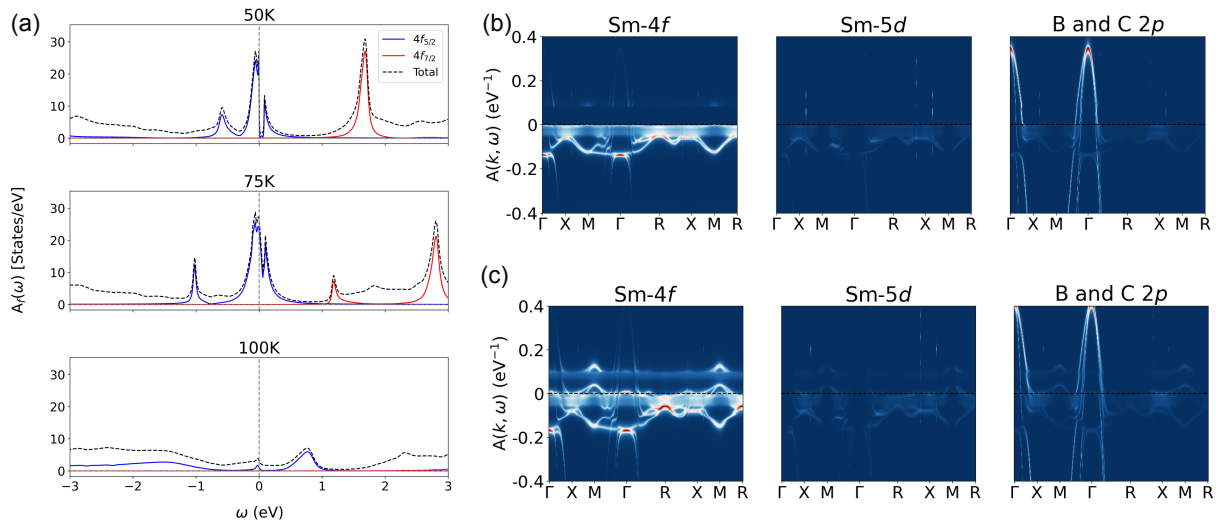 (a)
50K
A_f(ω) [States/eV]
30
20
10
0
4f5/2
4f7/2
Total
75K
30
20
10
0
100K
30
20
10
0
−3 −2 −1 0 1 2 3
ω (eV)
(b)
Sm-4f Sm-5d B and C 2p
A(k, ω) (eV⁻¹)
0.4
0.2
0
-0.2
-0.4
Γ X M Γ R X M R
Γ X M Γ R X M R
Γ X M Γ R X M R
(c)
Sm-4f Sm-5d B and C 2p
A(k, ω) (eV⁻¹)
0.4
0.2
0
-0.2
-0.4
Γ X M Γ R X M R
Γ X M Γ R X M R
Γ X M Γ R X M R